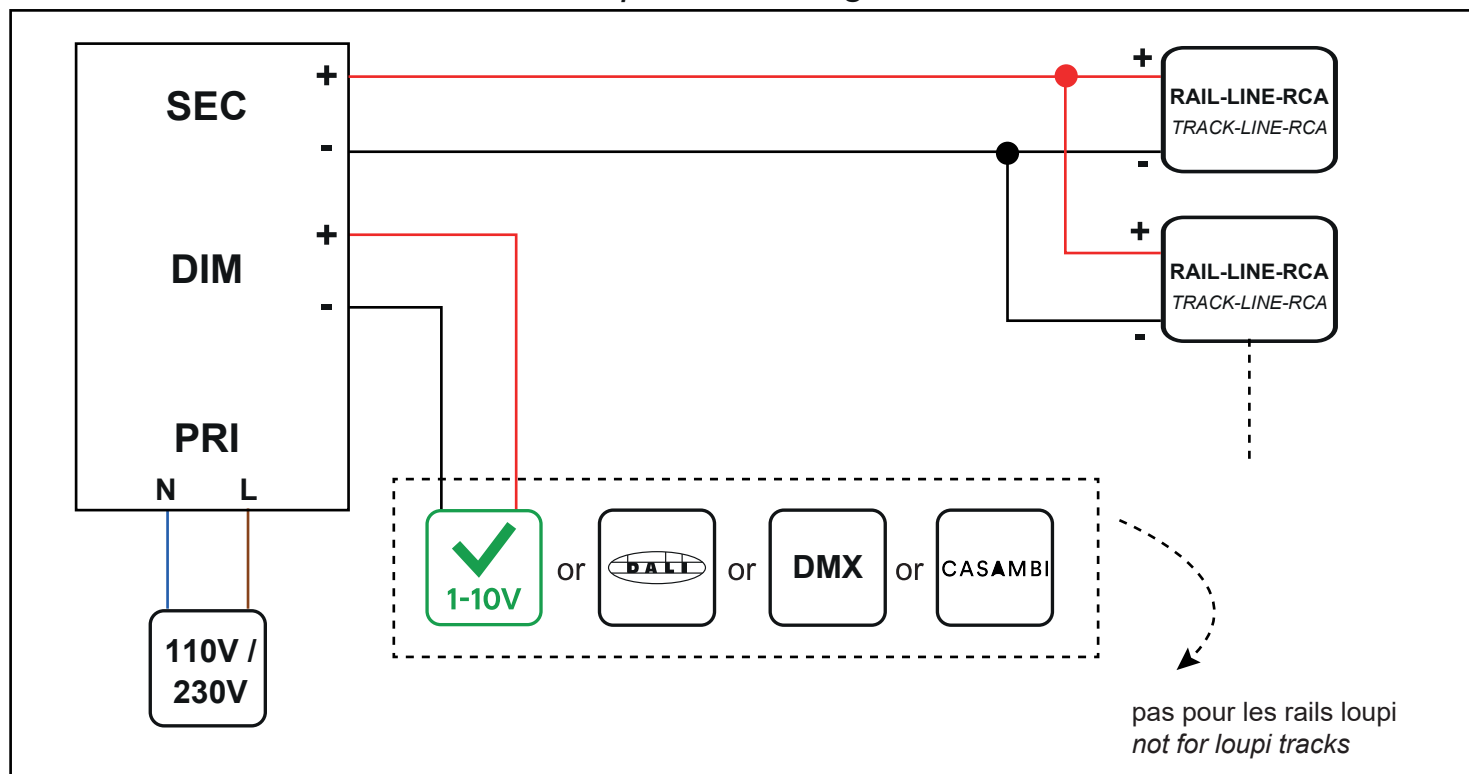 SEC
+
-
DIM
+
-
PRI
N L
110V /
230V
+
RAIL-LINE-RCA
TRACK-LINE-RCA
-
+
RAIL-LINE-RCA
TRACK-LINE-RCA
-
1-10V
or
DALI
or
DMX
or
CASAMBI
pas pour les rails loupi
not for loupi tracks